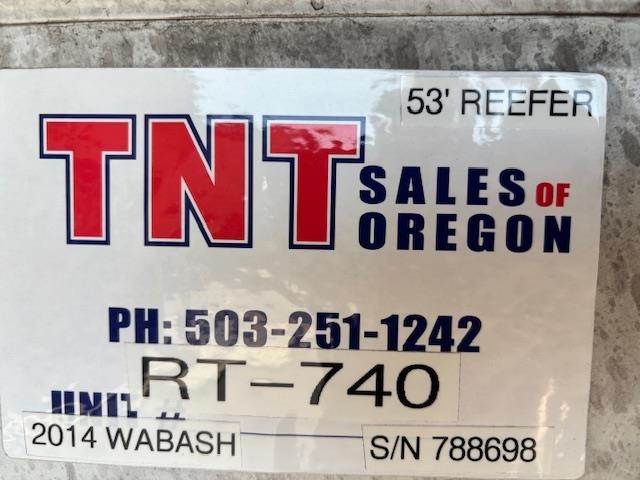 53' REEFER
TNT SALES OF OREGON
PH: 503-251-1242
UNIT # RT-740
2014 WABASH
S/N 788698